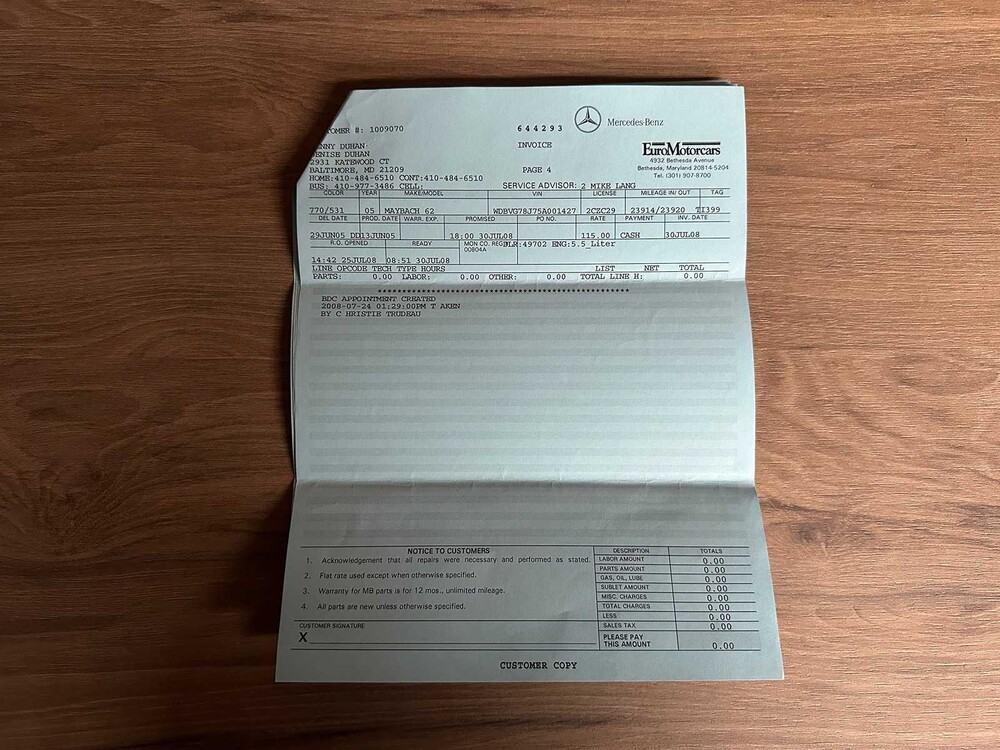 TOMER #: 1009070
644293
Mercedes-Benz
INVOICE
EuroMotorcars
4932 Bethesda Avenue
Bethesda, Maryland 20814-5204
Tel. (301) 907-8700
NNY DUHAN
ENISE DUHAN
2931 KATEWOOD CT
BALTIMORE, MD 21209
PAGE 4
HOME:410-484-6510 CONT:410-484-6510
BUS: 410-977-3486 CELL:
SERVICE ADVISOR: 2 MIKE LANG
COLOR YEAR MAKE/MODEL VIN LICENSE MILEAGE IN/ OUT TAG
770/531 05 MAYBACH 62 WDBVG78J75A001427 2CZC29 23914/23920 TI399
DEL DATE PROD. DATE WARR. EXP. PROMISED PO NO. RATE PAYMENT INV. DATE
29JUN05 DD13JUN05 18:00 30JUL08 115.00 CASH 30JUL08
R.O. OPENED READY MON CO. REG DLR:49702 ENG:5.5_Liter
00804A
14:42 25JUL08 08:51 30JUL08
LINE OPCODE TECH TYPE HOURS LIST NET TOTAL
PARTS: 0.00 LABOR: 0.00 OTHER: 0.00 TOTAL LINE H: 0.00
BDC APPOINTMENT CREATED
2008-07-24 01:29:00PM T AKEN
BY C HRISTIE TRUDEAU
NOTICE TO CUSTOMERS
1. Acknowledgement that all repairs were necessary and performed as stated.
2. Flat rate used except when otherwise specified.
3. Warranty for MB parts is for 12 mos., unlimited mileage.
4. All parts are new unless otherwise specified.
CUSTOMER SIGNATURE
X
DESCRIPTION TOTALS
LABOR AMOUNT 0.00
PARTS AMOUNT 0.00
GAS, OIL, LUBE 0.00
SUBLET AMOUNT 0.00
MISC. CHARGES 0.00
TOTAL CHARGES 0.00
LESS 0.00
SALES TAX 0.00
PLEASE PAY
THIS AMOUNT 0.00
CUSTOMER COPY